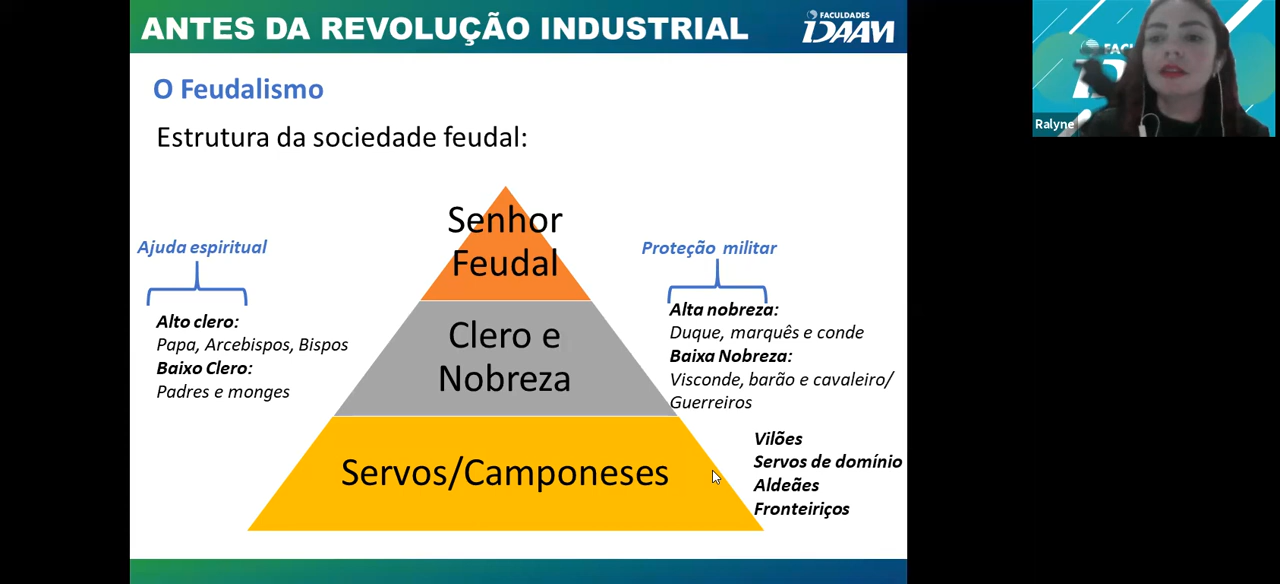 ANTES DA REVOLUÇÃO INDUSTRIAL
FACULDADES
IDAAM
O Feudalismo
Estrutura da sociedade feudal:
Ajuda espiritual
Alto clero:
Papa, Arcebispos, Bispos
Baixo Clero:
Padres e monges
Senhor
Feudal
Clero e
Nobreza
Servos/Camponeses
Proteção militar
Alta nobreza:
Duque, marquês e conde
Baixa Nobreza:
Visconde, barão e cavaleiro/
Guerreiros
Vilões
Servos de domínio
Aldeães
Fronteiriços
FAC
Ralyne